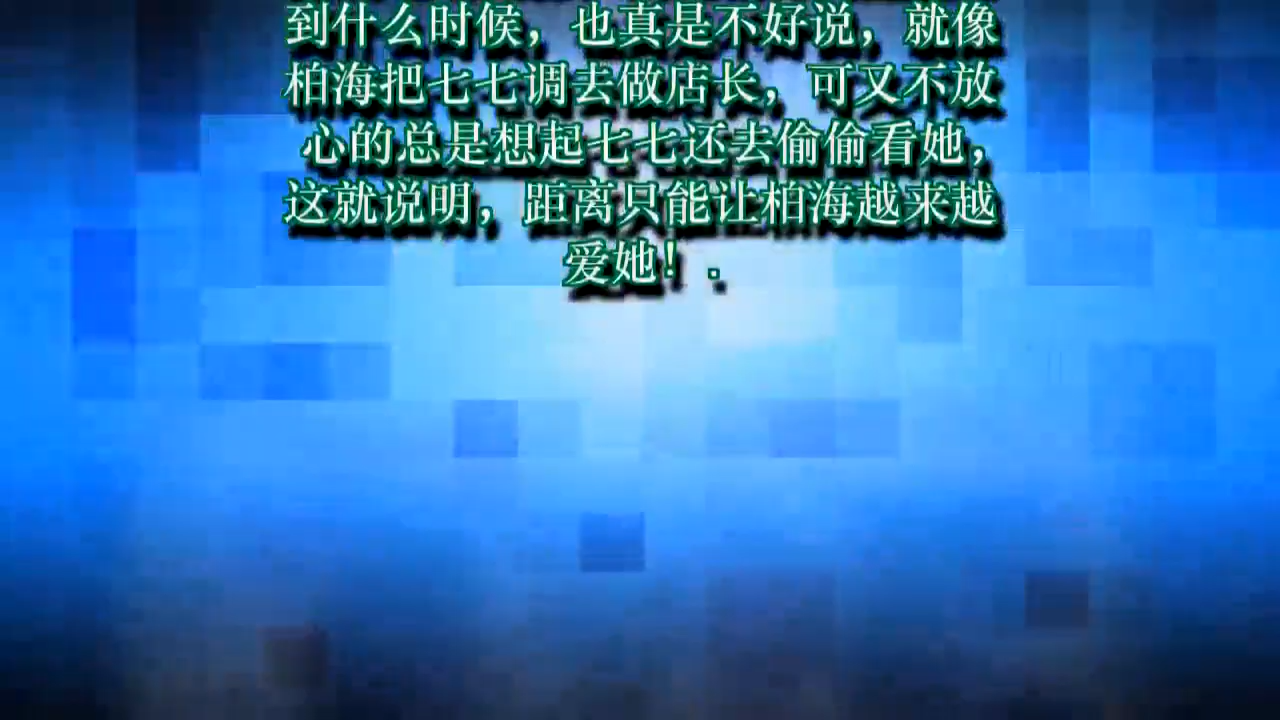 到什么时候，也真是不好说，就像
柏海把七七调去做店长，可又不放
心的总是想起七七还去偷偷看她，
这就说明，距离只能让柏海越来越
爱她！.